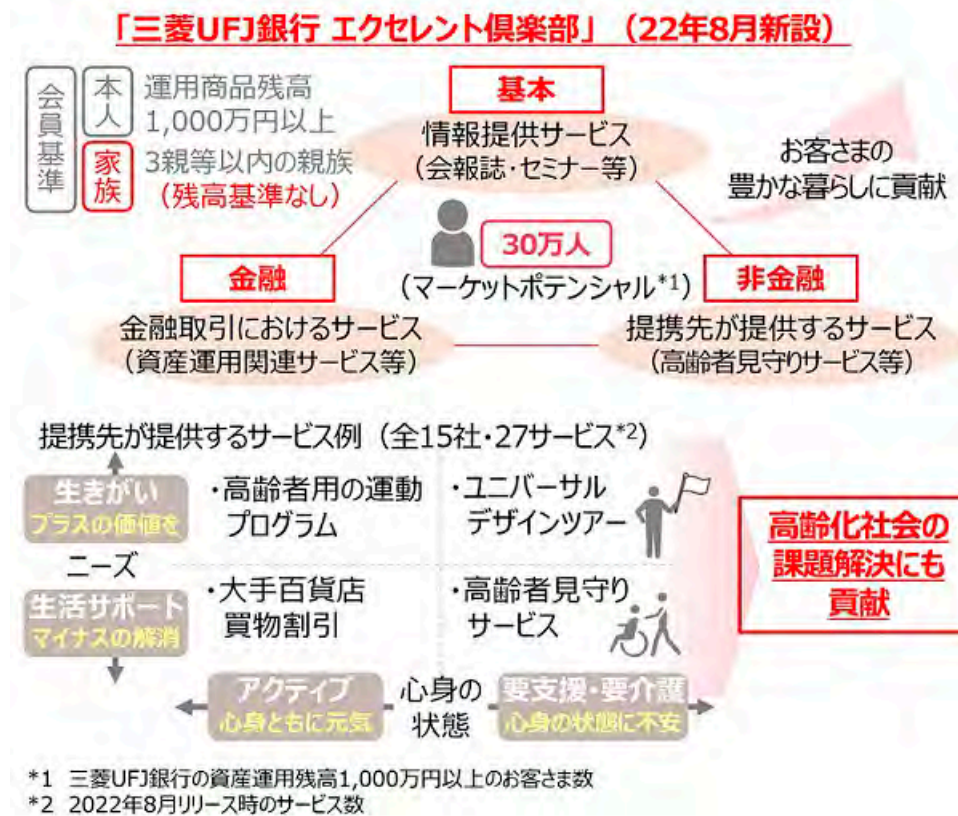 「三菱UFJ銀行 エクセレント倶楽部」（22年8月新設）
会員基準
本人
運用商品残高
1,000万円以上
家族
3親等以内の親族
（残高基準なし）
基本
情報提供サービス
（会報誌・セミナー等）
お客さまの
豊かな暮らしに貢献
30万人
（マーケットポテンシャル*1）
金融
金融取引におけるサービス
（資産運用関連サービス等）
非金融
提携先が提供するサービス
（高齢者見守りサービス等）
提携先が提供するサービス例（全15社・27サービス*2）
生きがい
プラスの価値を
ニーズ
生活サポート
マイナスの解消
・高齢者用の運動
プログラム
・ユニバーサル
デザインツアー
・大手百貨店
買物割引
・高齢者見守り
サービス
アクティブ
心身ともに元気
心身の
状態
要支援・要介護
心身の状態に不安
高齢化社会の
課題解決にも
貢献
*1 三菱UFJ銀行の資産運用残高1,000万円以上のお客さま数
*2 2022年8月リリース時のサービス数